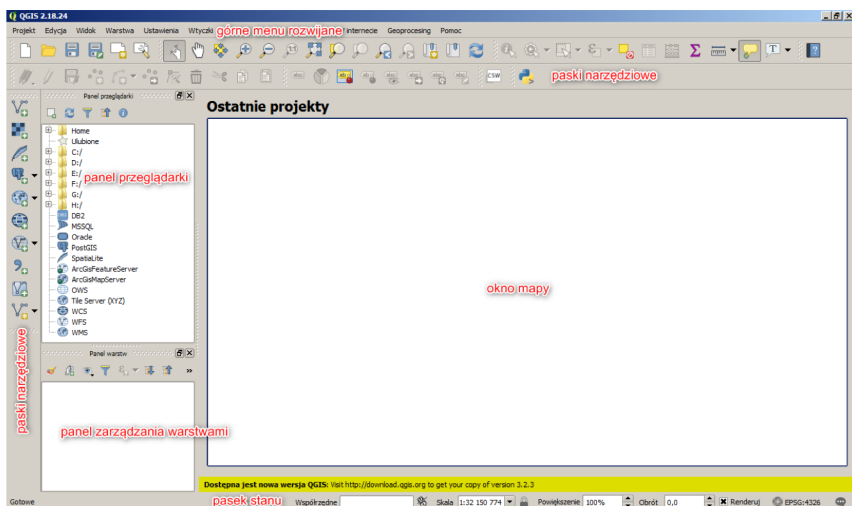 QGIS 2.18.24
Projekt Edycja Widok Warstwa Ustawienia Wtyczki górne menu rozwijane Internecie Geoprocesing Pomoc
paski narzędziowe
Panel przeglądarki
Ostatnie projekty
Home
Ulubione
C:/
D:/
E:/
panel przeglądarki
F:/
G:/
H:/
DB2
MSSQL
Oracle
PostGIS
SpatiaLite
ArcGisFeatureServer
ArcGisMapServer
OWS
okno mapy
Tile Server (XYZ)
WCS
WFS
WMS
paski narzędziowe
Panel warstw
panel zarządzania warstwami
Dostępna jest nowa wersja QGIS: Visit http://download.qgis.org to get your copy of version 3.2.3
Gotowe pasek stanu Współrzędne Skala 1:32 150 774 Powiększenie 100% Obrót 0,0 Renderuj EPSG:4326